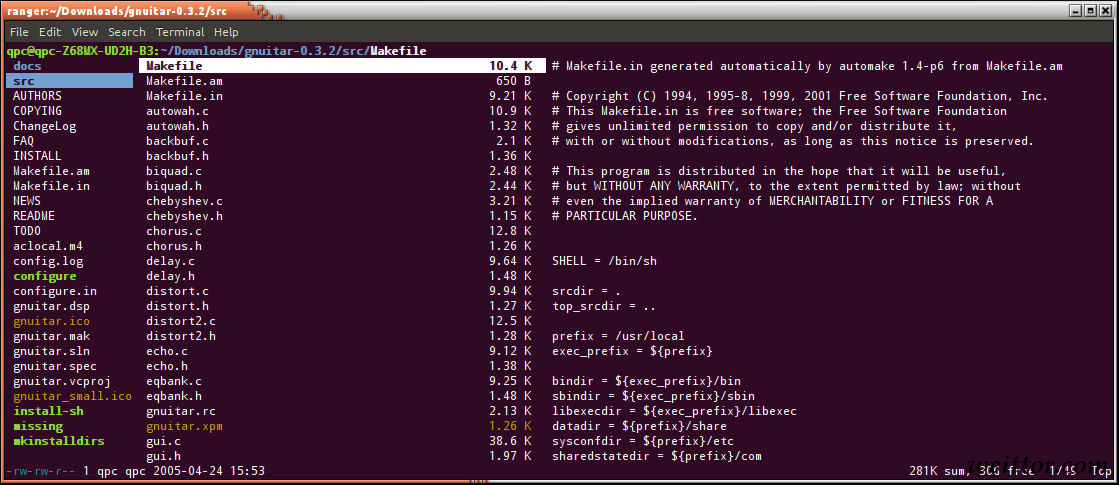 ranger:~/Downloads/gnuitar-0.3.2/src
File Edit View Search Terminal Help
qpc@qpc-Z68MX-UD2H-B3:~/Downloads/gnuitar-0.3.2/src/Makefile
docs Makefile 10.4 K # Makefile.in generated automatically by automake 1.4-p6 from Makefile.am
src Makefile.am 650 B
AUTHORS Makefile.in 9.21 K # Copyright (C) 1994, 1995-8, 1999, 2001 Free Software Foundation, Inc.
COPYING autowah.c 10.9 K # This Makefile.in is free software; the Free Software Foundation
ChangeLog autowah.h 1.32 K # gives unlimited permission to copy and/or distribute it,
FAQ backbuf.c 2.1 K # with or without modifications, as long as this notice is preserved.
INSTALL backbuf.h 1.36 K
Makefile.am biquad.c 2.48 K # This program is distributed in the hope that it will be useful,
Makefile.in biquad.h 2.44 K # but WITHOUT ANY WARRANTY, to the extent permitted by law; without
NEWS chebyshev.c 3.21 K # even the implied warranty of MERCHANTABILITY or FITNESS FOR A
README chebyshev.h 1.15 K # PARTICULAR PURPOSE.
TODO chorus.c 12.8 K
aclocal.m4 chorus.h 1.26 K
config.log delay.c 9.64 K SHELL = /bin/sh
configure delay.h 1.48 K
configure.in distort.c 9.94 K srcdir = .
gnuitar.dsp distort.h 1.27 K top_srcdir = ..
gnuitar.ico distort2.c 12.5 K
gnuitar.mak distort2.h 1.28 K prefix = /usr/local
gnuitar.sln echo.c 9.12 K exec_prefix = ${prefix}
gnuitar.spec echo.h 1.38 K
gnuitar.vcproj eqbank.c 9.25 K bindir = ${exec_prefix}/bin
gnuitar_small.ico eqbank.h 1.48 K sbindir = ${exec_prefix}/sbin
install-sh gnuitar.rc 2.13 K libexecdir = ${exec_prefix}/libexec
missing gnuitar.xpm 1.26 K datadir = ${prefix}/share
mkinstalldirs gui.c 38.6 K sysconfdir = ${prefix}/etc
gui.h 1.97 K sharedstatedir = ${prefix}/com
-rw-rw-r-- 1 qpc qpc 2005-04-24 15:53 281K sum, free 1/49 Top